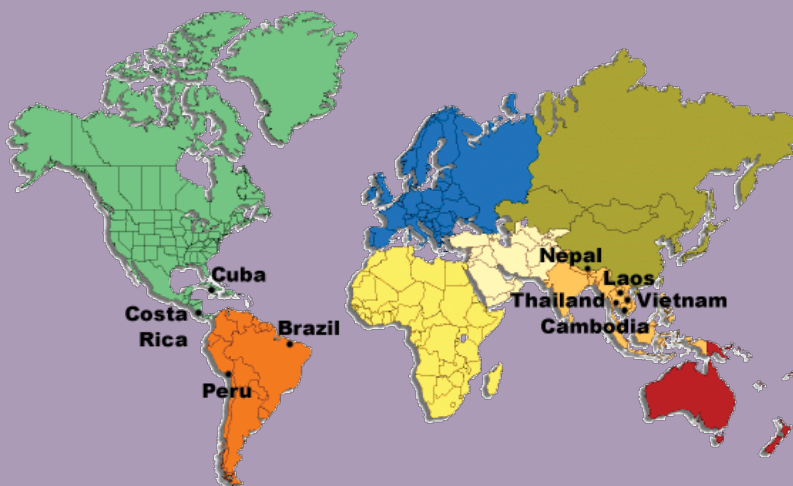 Nepal
Cuba
Laos
Thailand
Vietnam
Costa
Rica
Brazil
Cambodia
Peru